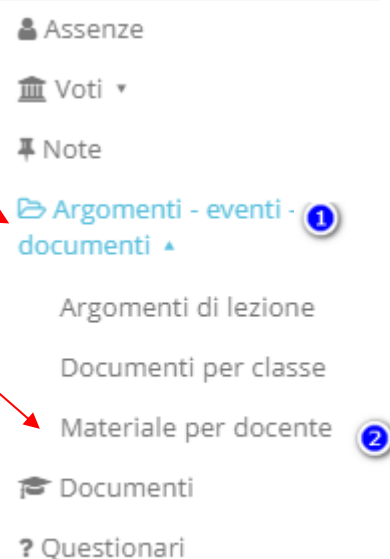 Assenze
Voti
Note
Argomenti - eventi - 1
documenti
Argomenti di lezione
Documenti per classe
Materiale per docente 2
Documenti
? Questionari